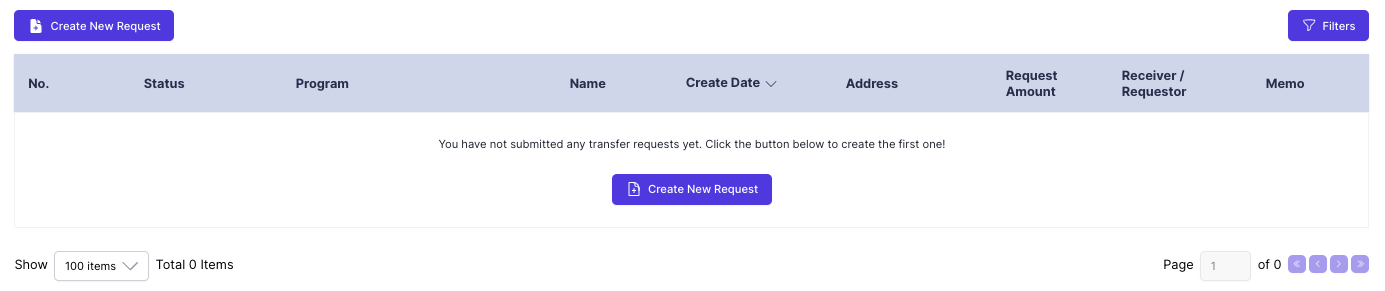 Create New Request
Filters
No. Status Program Name Create Date Address Request Amount Receiver / Requestor Memo
You have not submitted any transfer requests yet. Click the button below to create the first one!
Create New Request
Show 100 items Total 0 Items Page 1 of 0